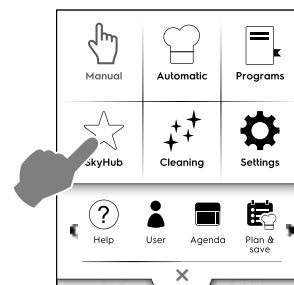 Manual Automatic Programs
SkyHub Cleaning Settings
Help User Agenda Plan &
save